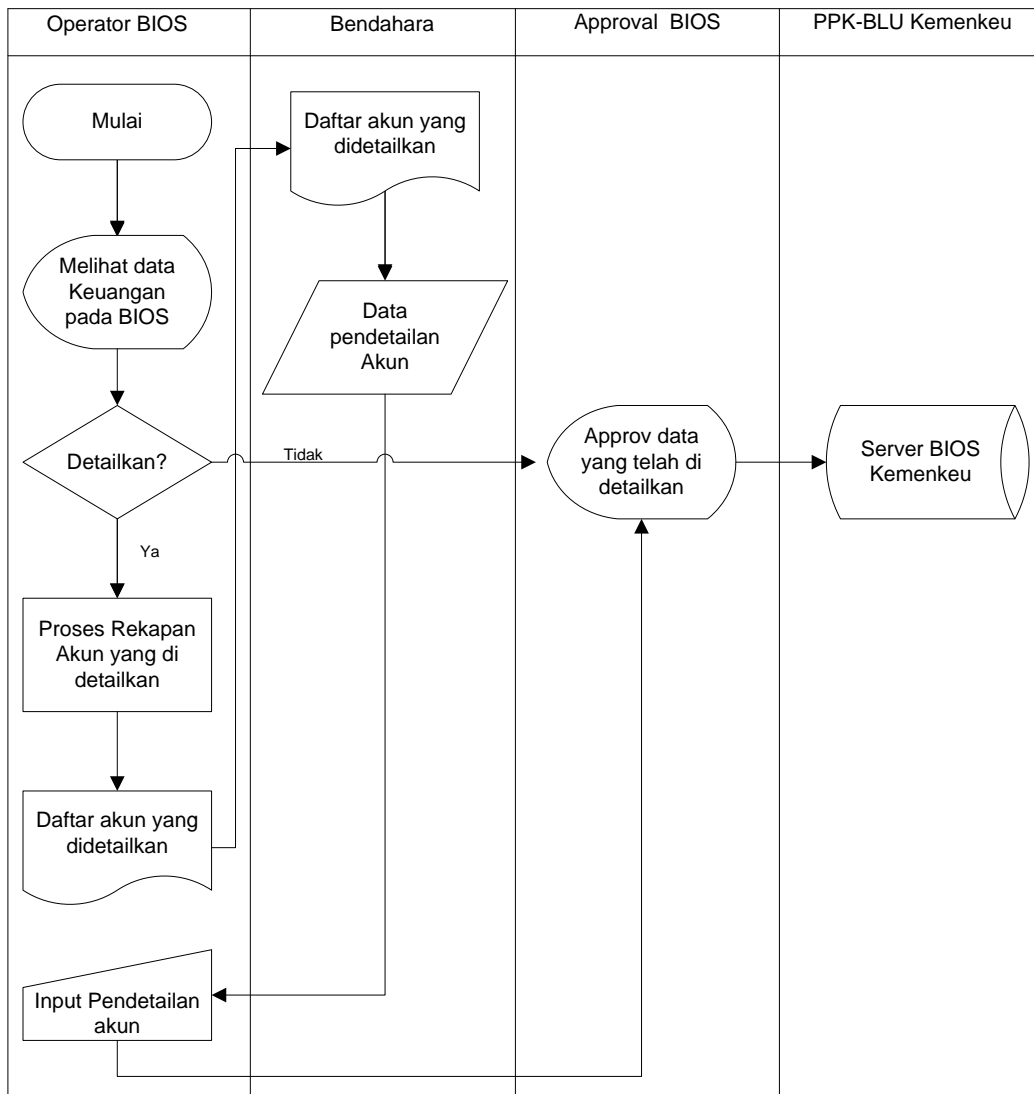 Operator BIOS
Bendahara
Approval BIOS
PPK-BLU Kemenkeu
Mulai
Melihat data
Keuangan
pada BIOS
Detailkan?
Tidak
Ya
Proses Rekapan
Akun yang di
detailkan
Daftar akun yang
didetailkan
Input Pendetailan
akun
Daftar akun yang
didetailkan
Data
pendetailan
Akun
Approv data
yang telah di
detailkan
Server BIOS
Kemenkeu